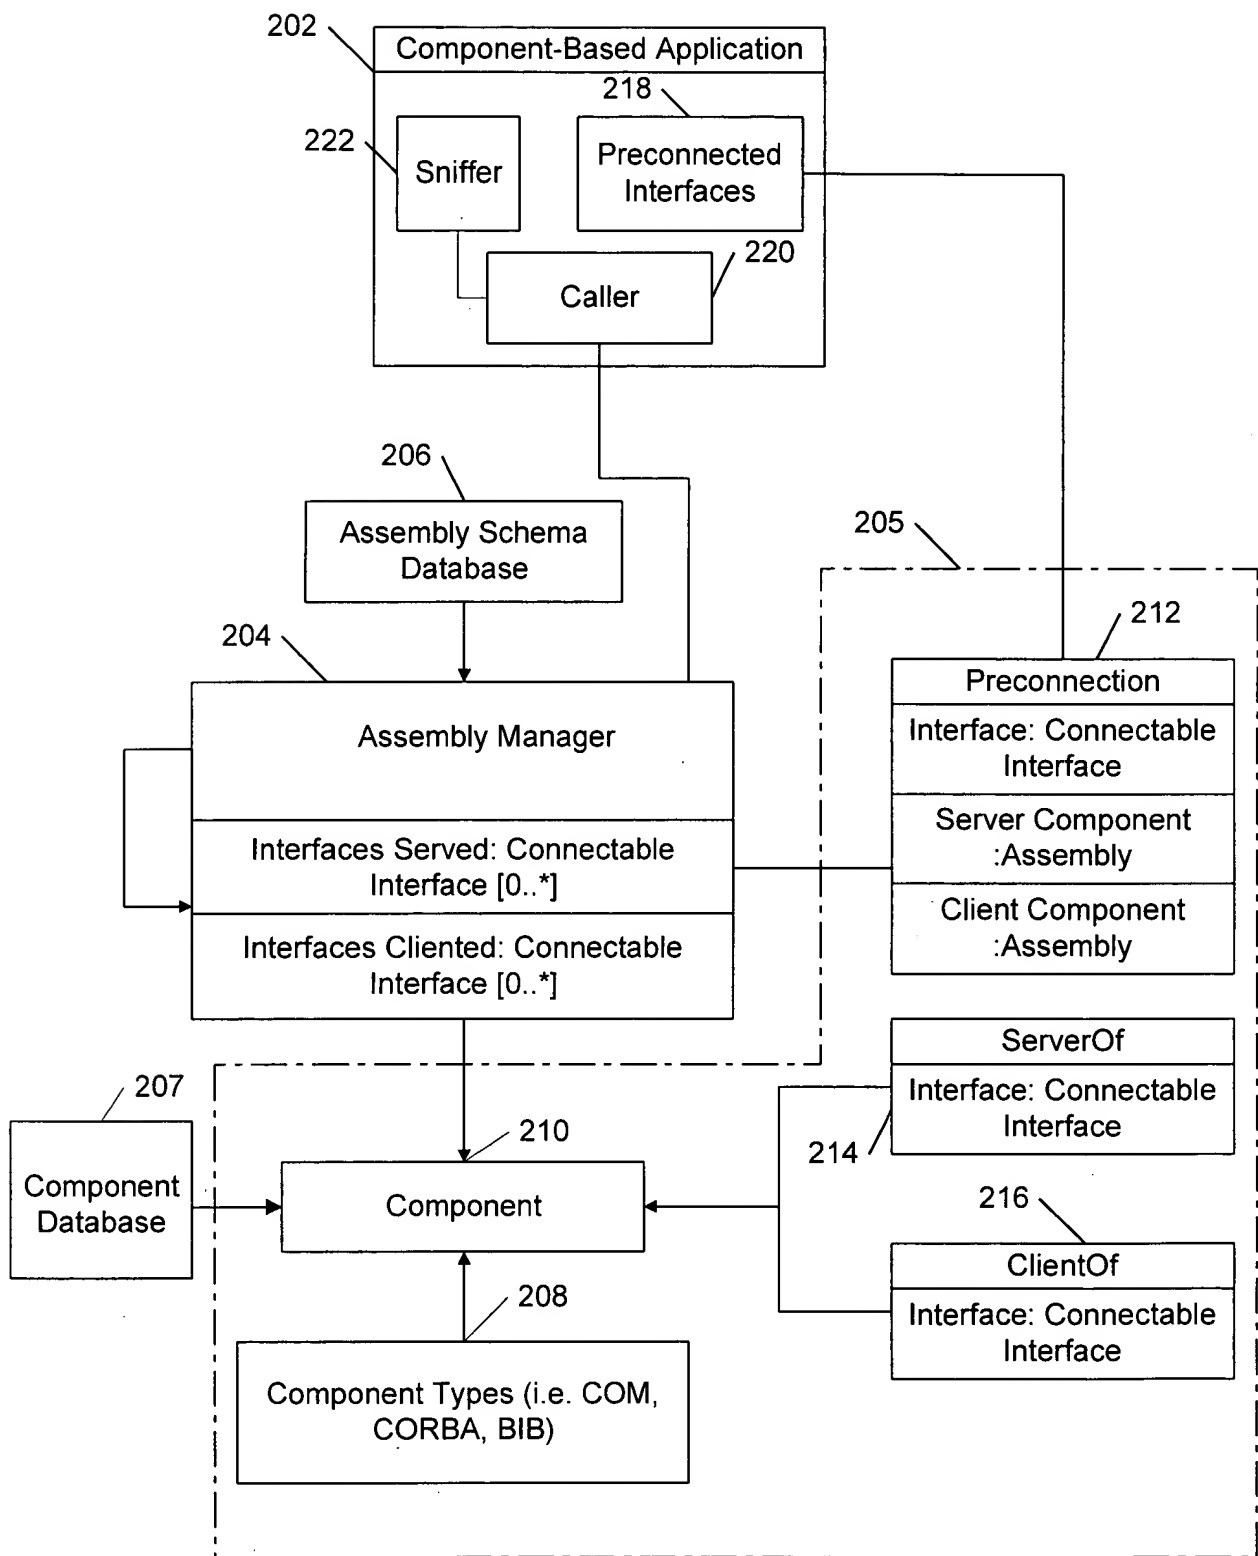 202
Component-Based Application
218
222
Sniffer
Preconnected
Interfaces
220
Caller
206
Assembly Schema
Database
205
204
212
Assembly Manager
Preconnection
Interface: Connectable
Interface
Interfaces Served: Connectable
Interface [0..*]
Server Component
:Assembly
Interfaces Cliented: Connectable
Interface [0..*]
Client Component
:Assembly
ServerOf
Interface: Connectable
Interface
214
207
210
Component
Database
Component
216
ClientOf
Interface: Connectable
Interface
208
Component Types (i.e. COM,
CORBA, BIB)